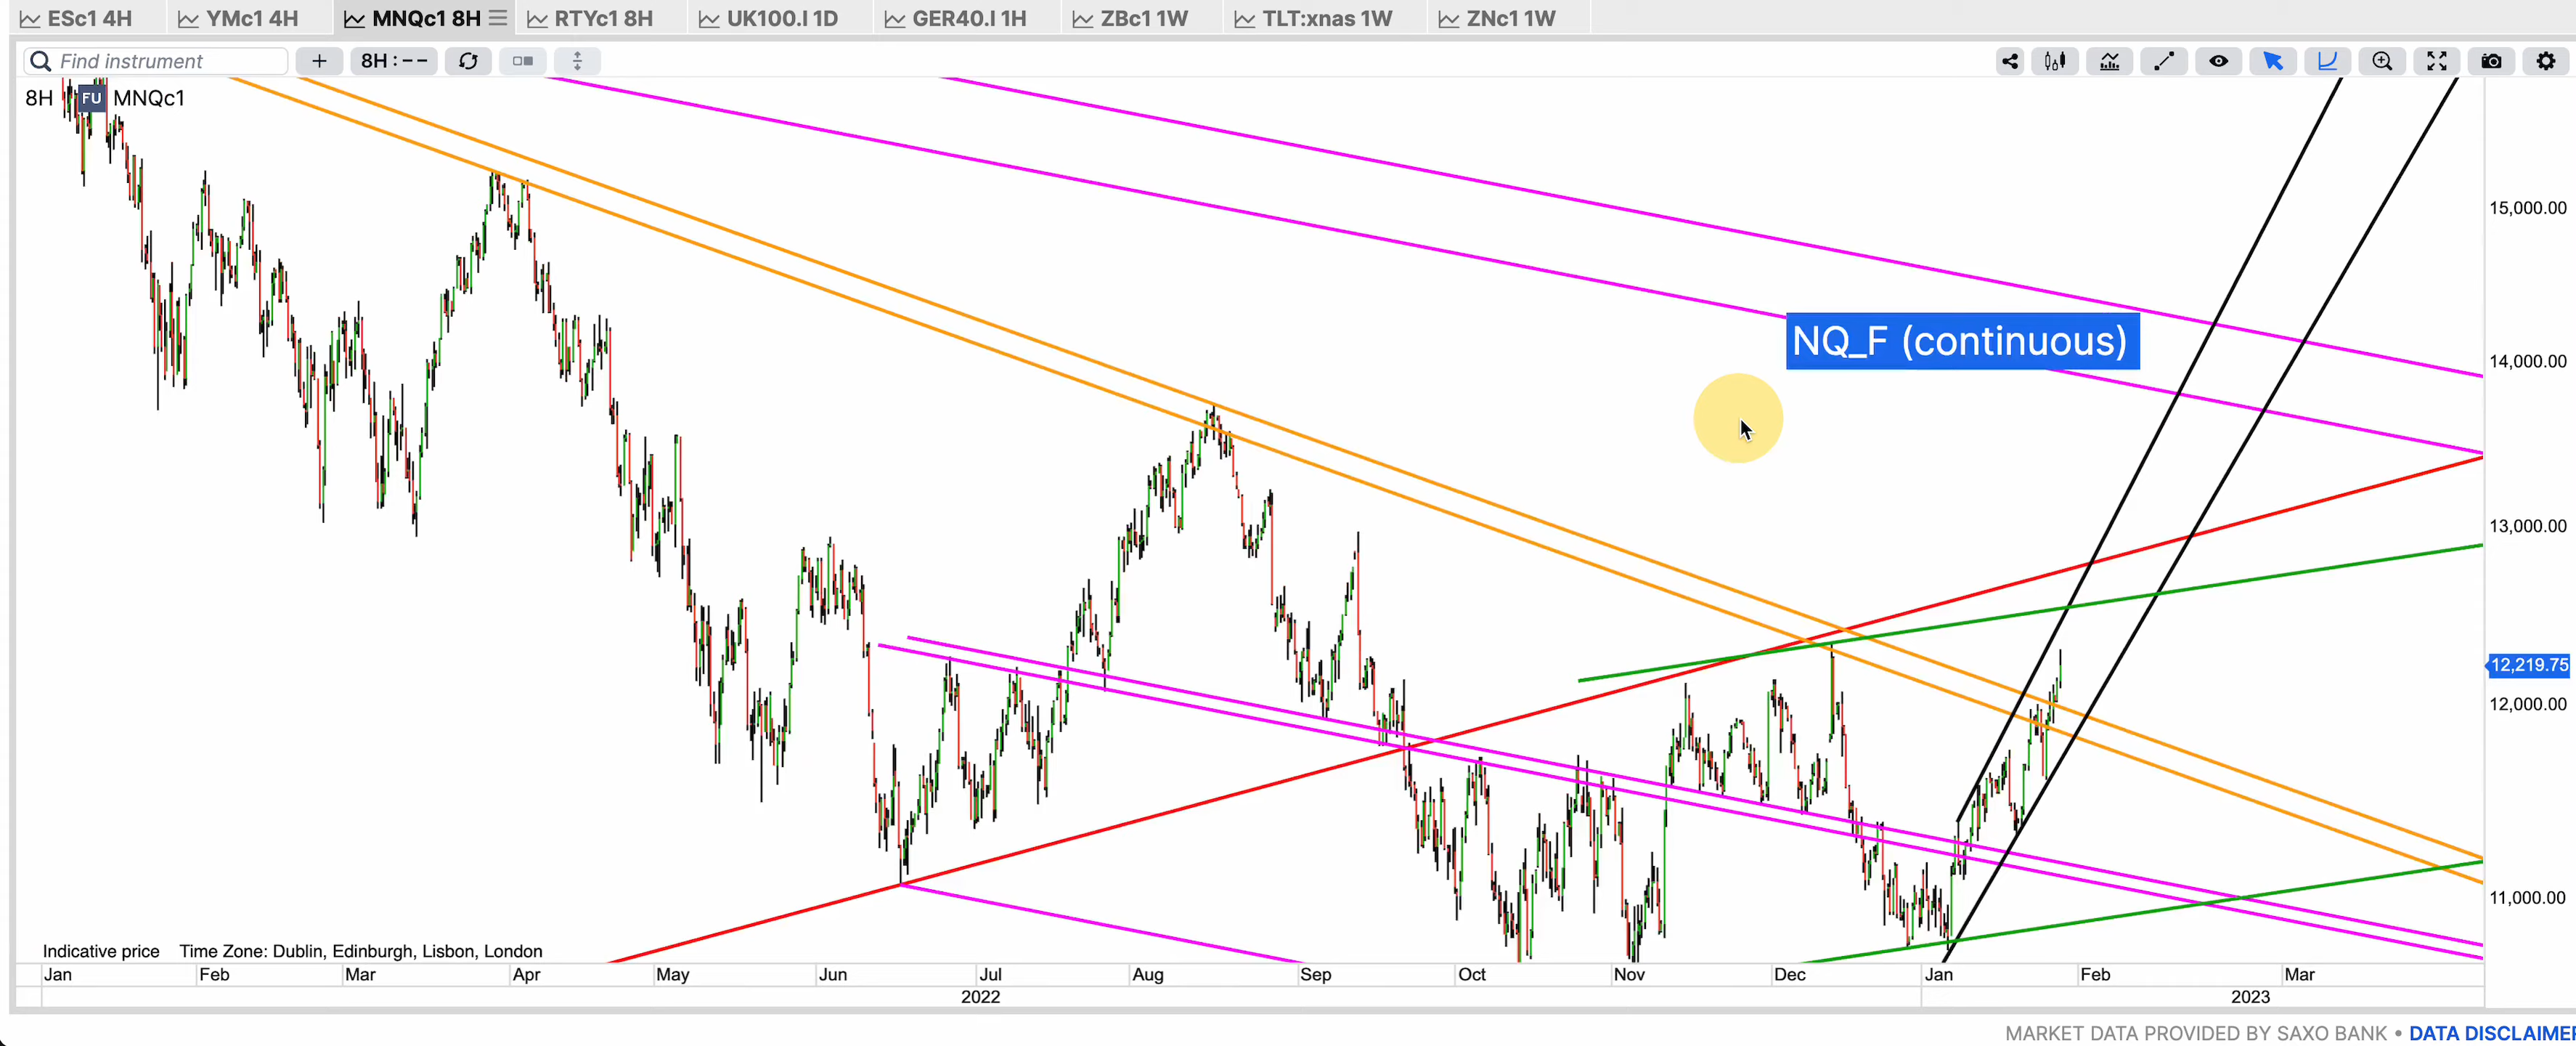 ESc1 4H YMc1 4H MNQc1 8H RTYc1 8H UK100.I 1D GER40.I 1H ZBc1 1W TLT:xnas 1W ZNc1 1W
Find instrument + 8H : --
8H FU MNQc1
15,000.00
NQ_F (continuous)
14,000.00
13,000.00
12,219.75
12,000.00
11,000.00
Indicative price Time Zone: Dublin, Edinburgh, Lisbon, London
Jan Feb Mar Apr May Jun Jul Aug Sep Oct Nov Dec Jan Feb Mar
2022 2023
MARKET DATA PROVIDED BY SAXO BANK • DATA DISCLAIMER